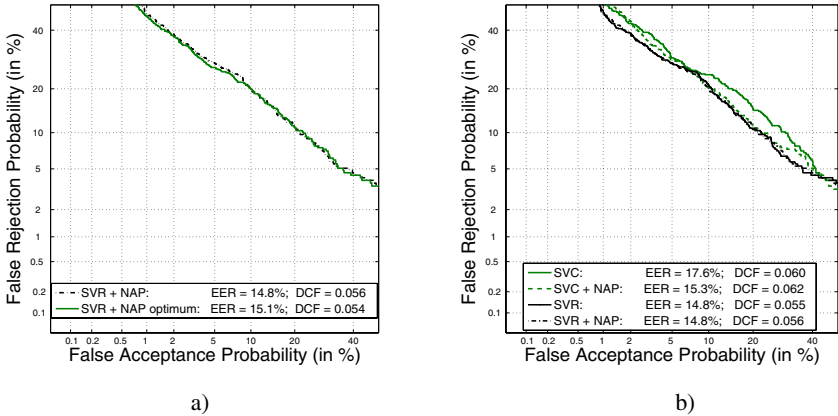 False Rejection Probability (in %)
40
20
10
5
2
1
0.5
0.2
0.1
SVR + NAP: EER = 14.8%; DCF = 0.056
SVR + NAP optimum: EER = 15.1%; DCF = 0.054
0.1 0.2 0.5 1 2 5 10 20 40
False Acceptance Probability (in %)
a)
False Rejection Probability (in %)
40
20
10
5
2
1
0.5
0.2
0.1
SVC: EER = 17.6%; DCF = 0.060
SVC + NAP: EER = 15.3%; DCF = 0.062
SVR: EER = 14.8%; DCF = 0.055
SVR + NAP: EER = 14.8%; DCF = 0.056
0.1 0.2 0.5 1 2 5 10 20 40
False Acceptance Probability (in %)
b)